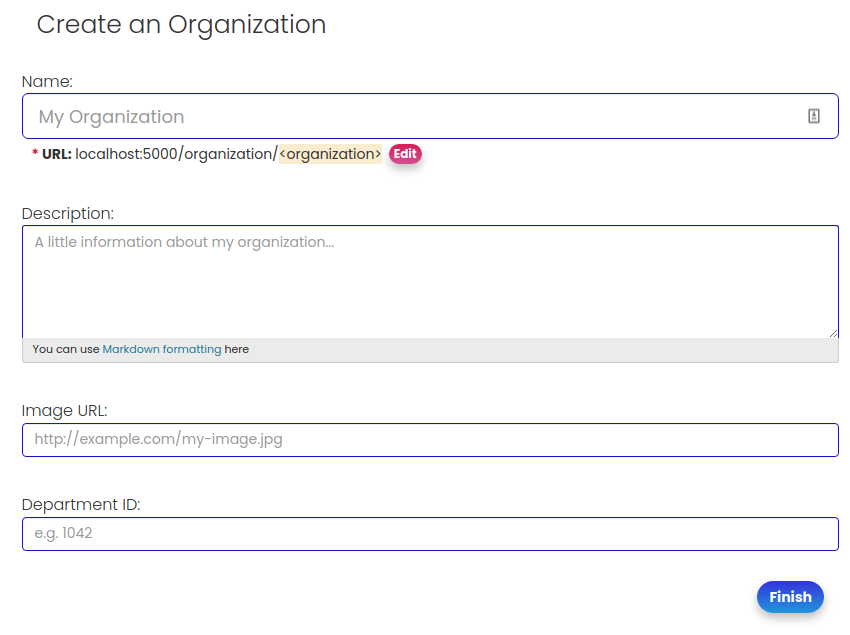 Create an Organization
Name:
My Organization
* URL: localhost:5000/organization/<organization> Edit
Description:
A little information about my organization...
You can use Markdown formatting here
Image URL:
http://example.com/my-image.jpg
Department ID:
e.g. 1042
Finish